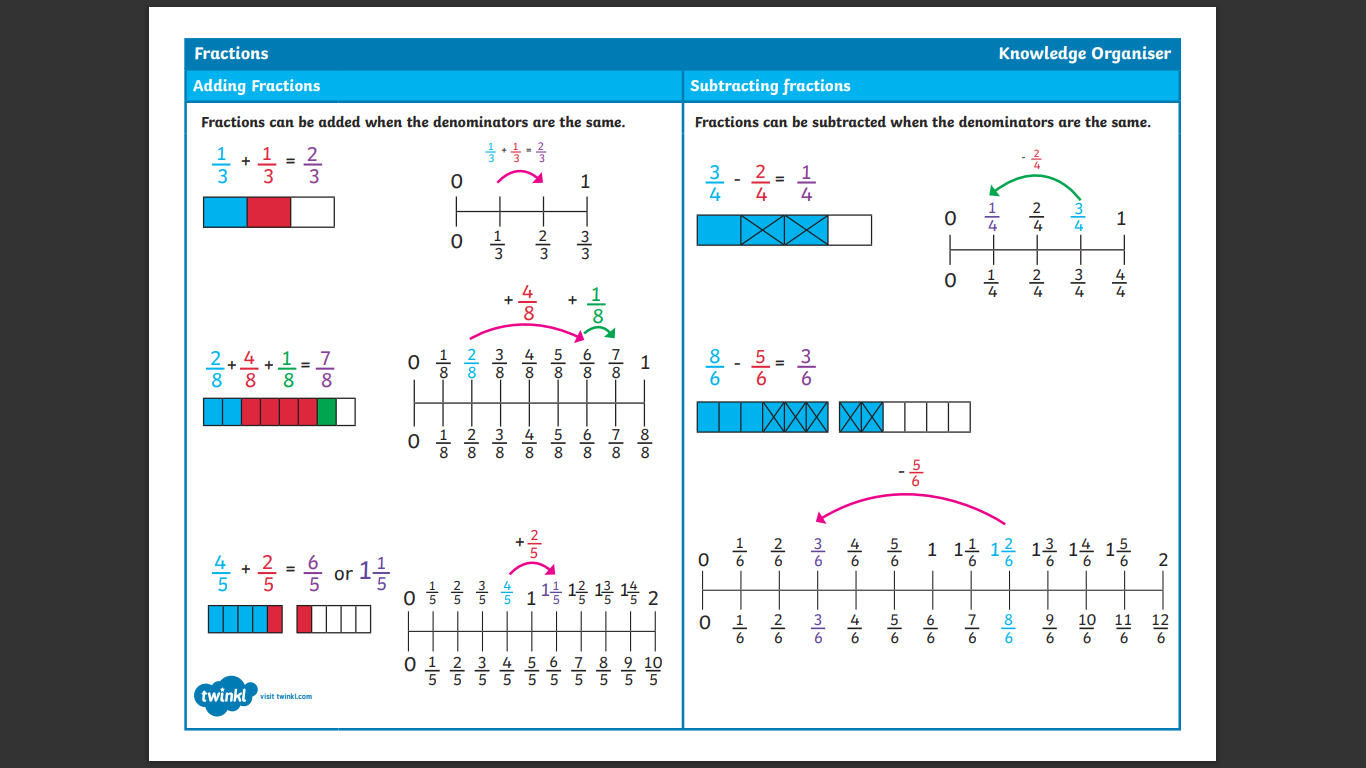 Fractions Knowledge Organiser
Adding Fractions
Fractions can be added when the denominators are the same.
1/3 + 1/3 = 2/3
1/3 + 1/3 = 2/3
0 1
0 1/3 2/3 3/3
+ 4/8 + 1/8
2/8 + 4/8 + 1/8 = 7/8
0 1/8 2/8 3/8 4/8 5/8 6/8 7/8 1
0 1/8 2/8 3/8 4/8 5/8 6/8 7/8 8/8
4/5 + 2/5 = 6/5 or 1 1/5
+ 2/5
0 1/5 2/5 3/5 4/5 1 1 1/5 1 2/5 1 3/5 1 4/5 2
0 1/5 2/5 3/5 4/5 5/5 6/5 7/5 8/5 9/5 10/5
twinkl visit twinkl.com
Subtracting fractions
Fractions can be subtracted when the denominators are the same.
3/4 - 2/4 = 1/4
- 2/4
0 1/4 2/4 3/4 1
0 1/4 2/4 3/4 4/4
8/6 - 5/6 = 3/6
- 5/6
0 1/6 2/6 3/6 4/6 5/6 1 1 1/6 1 2/6 1 3/6 1 4/6 1 5/6 2
0 1/6 2/6 3/6 4/6 5/6 6/6 7/6 8/6 9/6 10/6 11/6 12/6